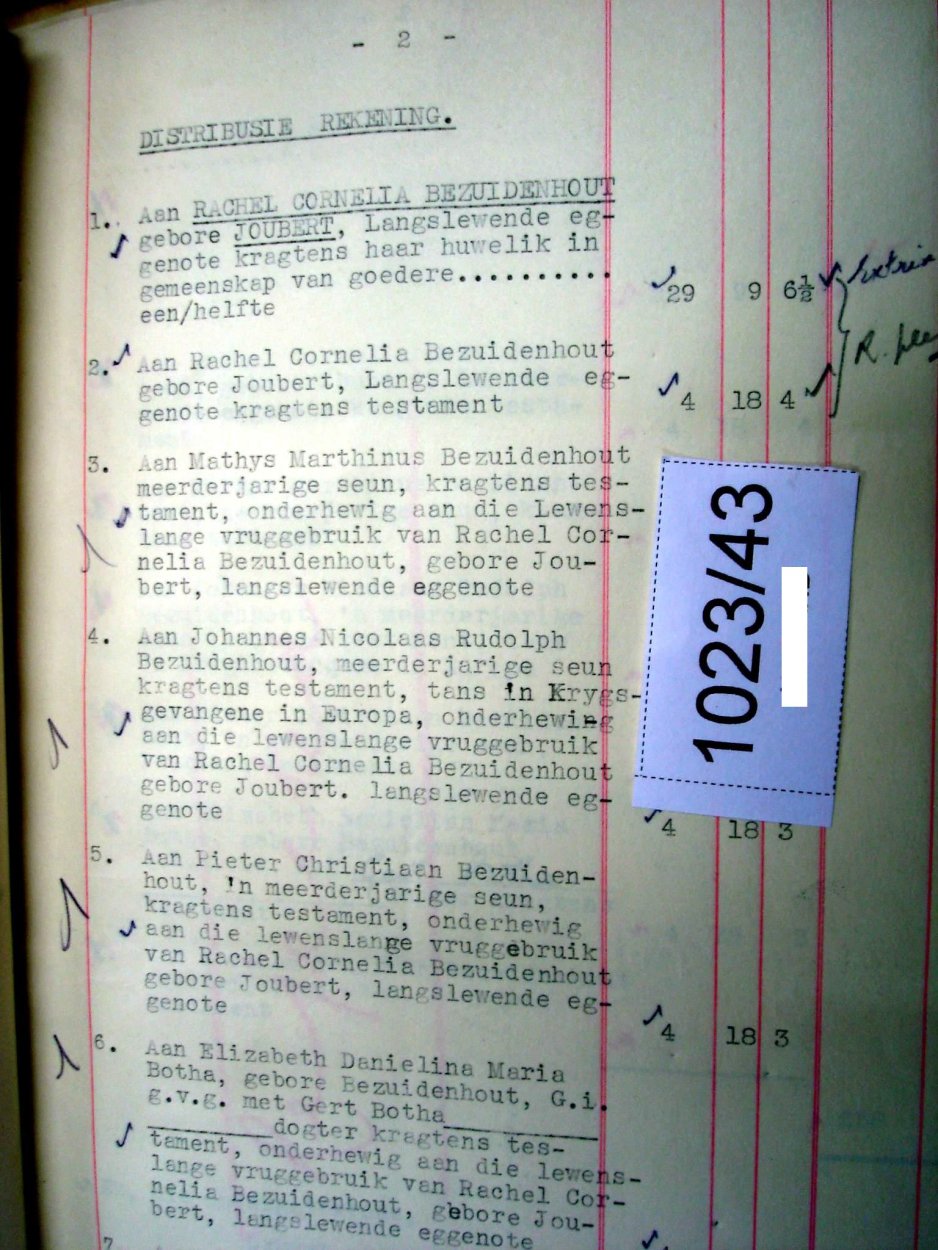 - 2 -
DISTRIBUSIE REKENING.
1. Aan RACHEL CORNELIA BEZUIDENHOUT
gebore JOUBERT, Langslewende eg-
genote kragtens haar huwelik in
gemeenskap van goedere.......... 29 9 6½
een/helfte
2. Aan Rachel Cornelia Bezuidenhout
gebore Joubert, Langslewende eg-
genote kragtens testament 4 18 4
3. Aan Mathys Marthinus Bezuidenhout
meerderjarige seun, kragtens tes-
tament, onderhewig aan die Lewens-
lange vruggebruik van Rachel Cor-
nelia Bezuidenhout, gebore Jou-
bert, langslewende eggenote
1023/43
4. Aan Johannes Nicolaas Rudolph
Bezuidenhout, meerderjarige seun
kragtens testament, tans 'n Krygs-
gevangene in Europa, onderhewing
aan die lewenslange vruggebruik
van Rachel Cornelia Bezuidenhout
gebore Joubert. langslewende eg-
genote 4 18 3
5. Aan Pieter Christiaan Bezuiden-
hout, 'n meerderjarige seun,
kragtens testament, onderhewig
aan die lewenslange vruggebruik
van Rachel Cornelia Bezuidenhout
gebore Joubert, langslewende eg-
genote 4 18 3
6. Aan Elizabeth Danielina Maria
Botha, gebore Bezuidenhout, G.i.
g.v.g. met Gert Botha
dogter kragtens tes-
tament, onderhewig aan die lewens-
lange vruggebruik van Rachel Cor-
nelia Bezuidenhout, gebore Jou-
bert, langslewende eggenote
7.